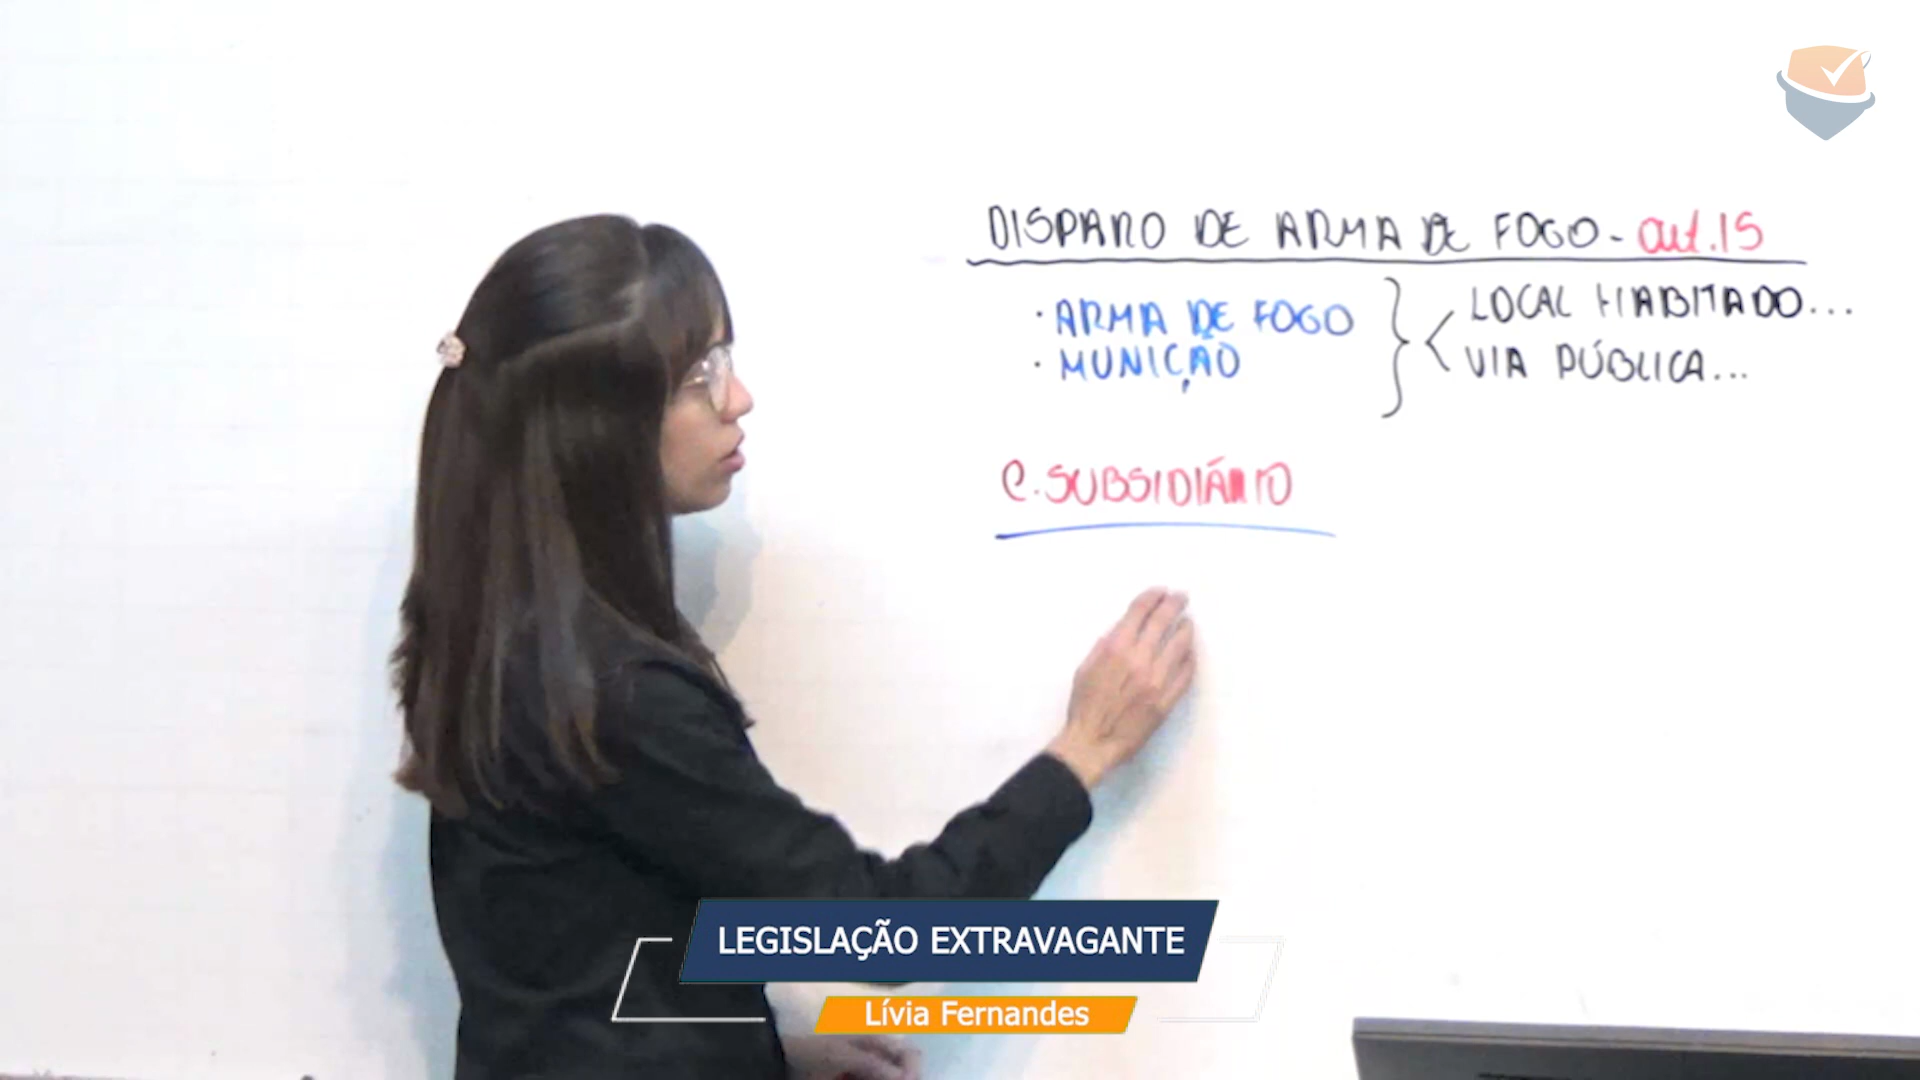 DISPARO DE ARMA DE FOGO - art.15
· ARMA DE FOGO
· MUNIÇÃO
LOCAL HABITADO...
VIA PÚBLICA...
C. SUBSIDIÁRIO
LEGISLAÇÃO EXTRAVAGANTE
Lívia Fernandes